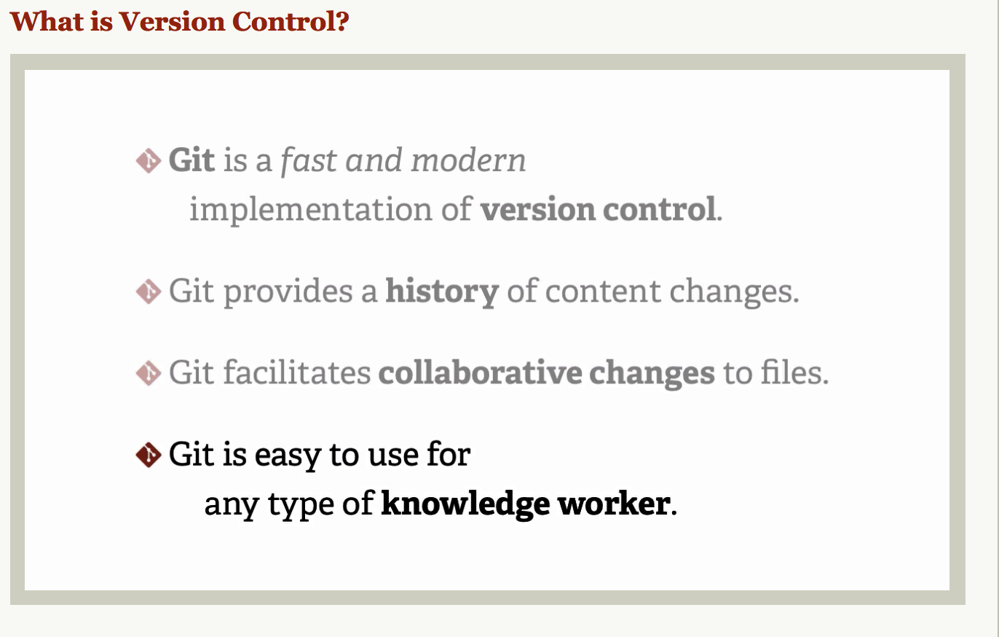 What is Version Control?
Git is a fast and modern
implementation of version control.
Git provides a history of content changes.
Git facilitates collaborative changes to files.
Git is easy to use for
any type of knowledge worker.